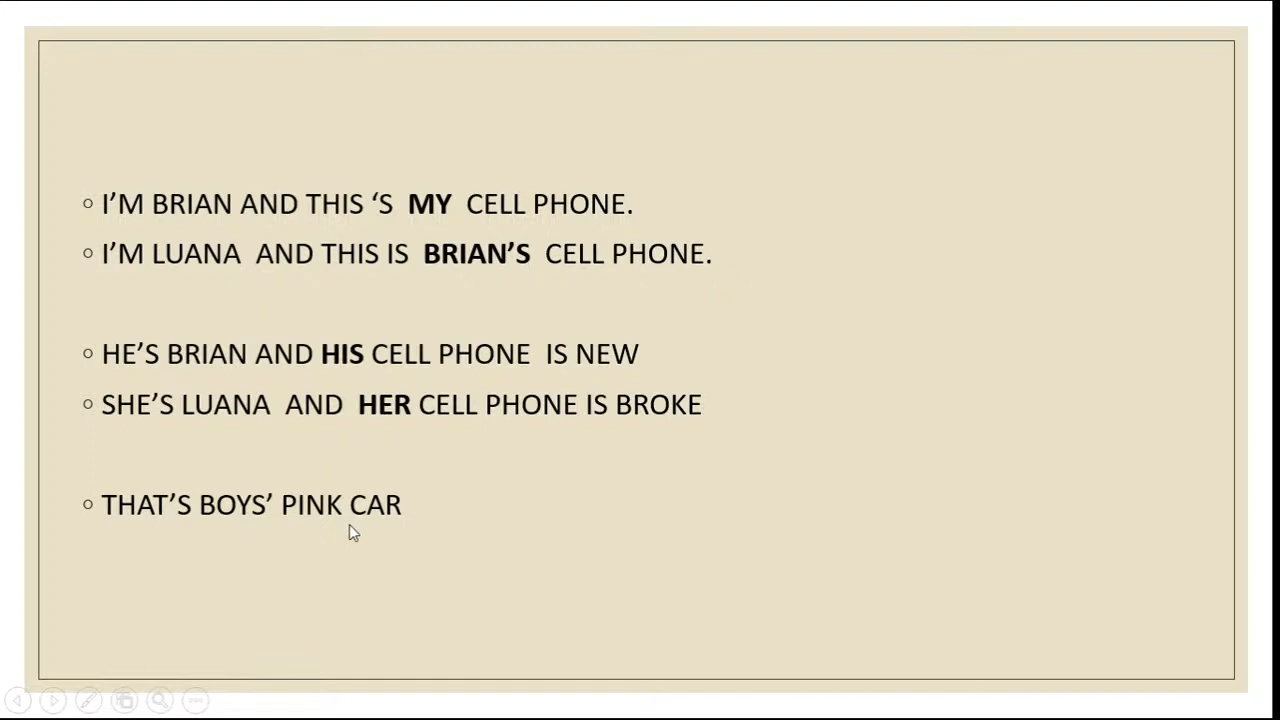 ◦ I’M BRIAN AND THIS ‘S MY CELL PHONE.
◦ I’M LUANA AND THIS IS BRIAN’S CELL PHONE.
◦ HE’S BRIAN AND HIS CELL PHONE IS NEW
◦ SHE’S LUANA AND HER CELL PHONE IS BROKE
◦ THAT’S BOYS’ PINK CAR